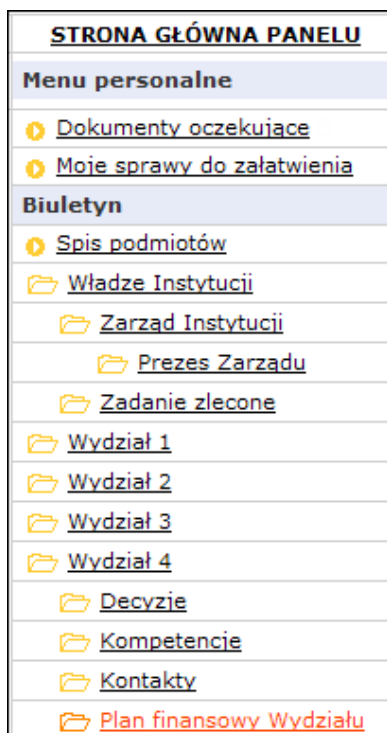 STRONA GŁÓWNA PANELU
Menu personalne
Dokumenty oczekujące
Moje sprawy do załatwienia
Biuletyn
Spis podmiotów
Władze Instytucji
Zarząd Instytucji
Prezes Zarządu
Zadanie zlecone
Wydział 1
Wydział 2
Wydział 3
Wydział 4
Decyzje
Kompetencje
Kontakty
Plan finansowy Wydziału